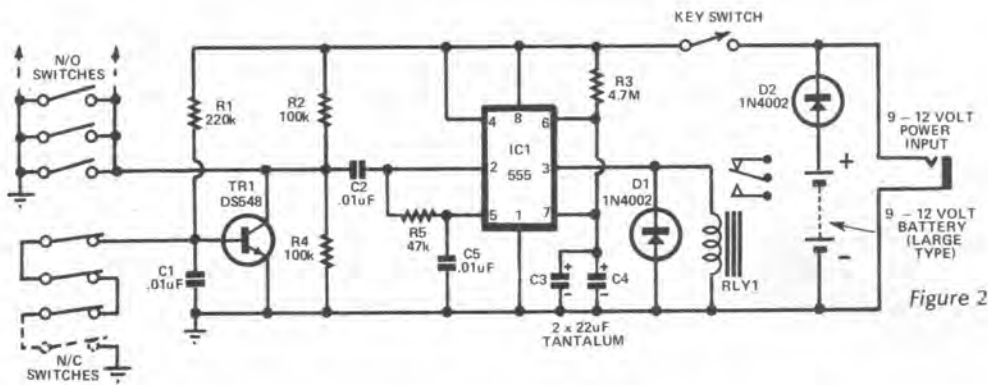 KEY SWITCH
N/O
SWITCHES
R1
220k
R2
100k
R3
4.7M
D2
1N4002
9 – 12 VOLT
POWER
INPUT
4
8
6
IC1
555
2
3
5
1
7
C2
.01uF
TR1
DS548
R5
47k
D1
1N4002
+
9 – 12 VOLT
BATTERY
(LARGE
TYPE)
-
C1
.01uF
R4
100k
C5
.01uF
C3
+
-
+
-
C4
RLY1
2 x 22uF
TANTALUM
N/C
SWITCHES
Figure 2